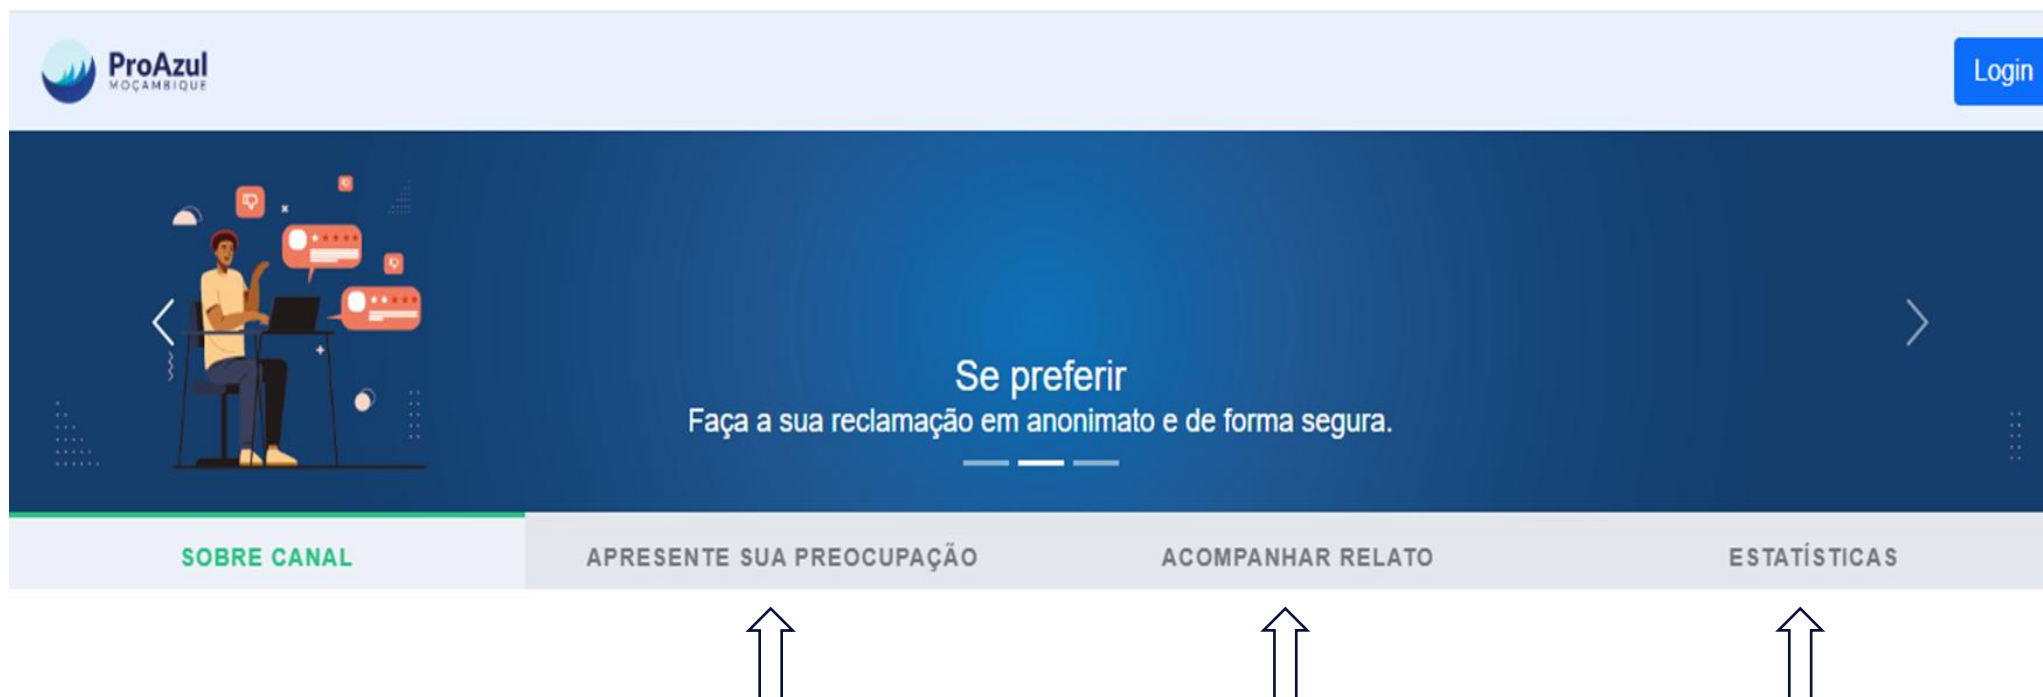 ProAzul
MOÇAMBIQUE
Login
Se preferir
Faça a sua reclamação em anonimato e de forma segura.
SOBRE CANAL
APRESENTE SUA PREOCUPAÇÃO
ACOMPANHAR RELATO
ESTATÍSTICAS